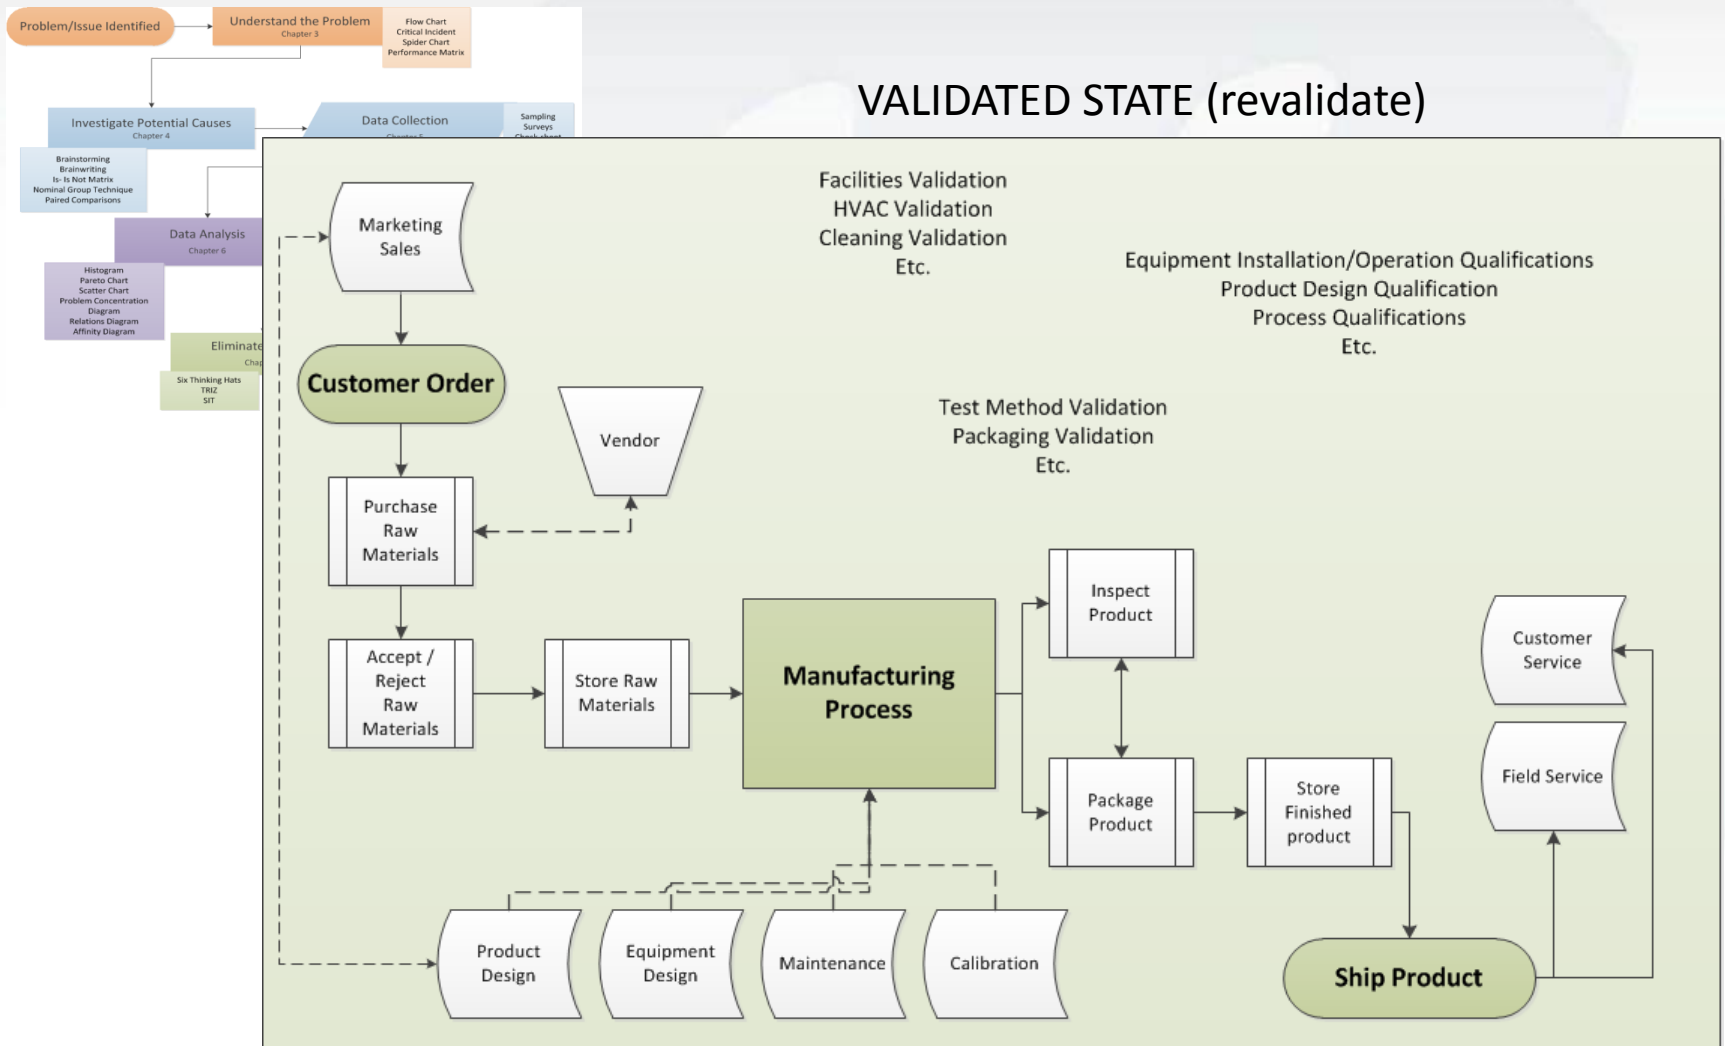 Problem/Issue Identified
Understand the Problem
Chapter 3
Flow Chart
Critical Incident
Spider Chart
Performance Matrix
VALIDATED STATE (revalidate)
Investigate Potential Causes
Chapter 4
Data Collection
Chapter 5
Sampling
Surveys
Check sheet
Brainstorming
Brainwriting
Is- Is Not Matrix
Nominal Group Technique
Paired Comparisons
Data Analysis
Chapter 6
Histogram
Pareto Chart
Scatter Chart
Problem Concentration
Diagram
Relations Diagram
Affinity Diagram
Eliminate
Six Thinking Hats
TRIZ
SIT
Facilities Validation
HVAC Validation
Cleaning Validation
Etc.
Equipment Installation/Operation Qualifications
Product Design Qualification
Process Qualifications
Etc.
Test Method Validation
Packaging Validation
Etc.
Marketing
Sales
Customer Order
Vendor
Purchase
Raw
Materials
Accept /
Reject
Raw
Materials
Store Raw
Materials
Manufacturing
Process
Inspect
Product
Package
Product
Store
Finished
product
Customer
Service
Field Service
Product
Design
Equipment
Design
Maintenance
Calibration
Ship Product